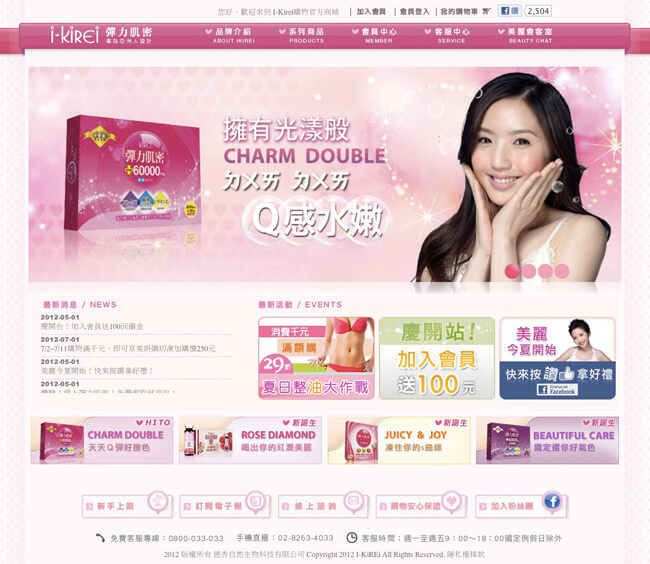 您好，歡迎來到 I-Kirei購物官方商城 | 加入會員 | 會員登入 | 我的購物車 讚 2,504
i-KiREi 彈力肌密
專為亞洲人設計
品牌介紹 系列商品 會員中心 客服中心 美麗會客室
ABOUT iKiREi PRODUCTS MEMBER SERVICE BEAUTY CHAT
彈力肌密
60000
擁有光漾般
CHARM DOUBLE
ㄉㄨㄞ ㄉㄨㄞ
Q感水嫩
最新消息 / NEWS
2012-05-01
慶開台！加入會員送100回饋金
2012-07-01
7/2~7/11購物滿千元，即可享美妍鑽切凍加購價250元
2012-05-01
美麗今夏開始！快來按讚拿好禮！
2012-05-01
最新活動 / EVENTS
消費千元
滿額購
29折
夏日整油大作戰
慶開站！
加入會員
送100元
美麗
今夏開始
快來按讚拿好禮
Find us on
Facebook
HITO
CHARM DOUBLE
天天Q彈好臉色
新誕生
ROSE DIAMOND
喝出你的紅潤美麗
新誕生
JUICY & JOY
凍住你的s曲線
新誕生
BEAUTIFUL CARE
鐵定還你好氣色
新手上路 訂閱電子報 線上諮詢 購物安心保證 加入粉絲團
免費客服專線：0800-033-033 手機直撥：02-8253-4033 客服時間：週一至週五9：00～18：00國定例假日除外
2012 版權所有 德杏自然生物科技有限公司 Copyright 2012 I-KiREi All Rights Reserved. 隱私權條款